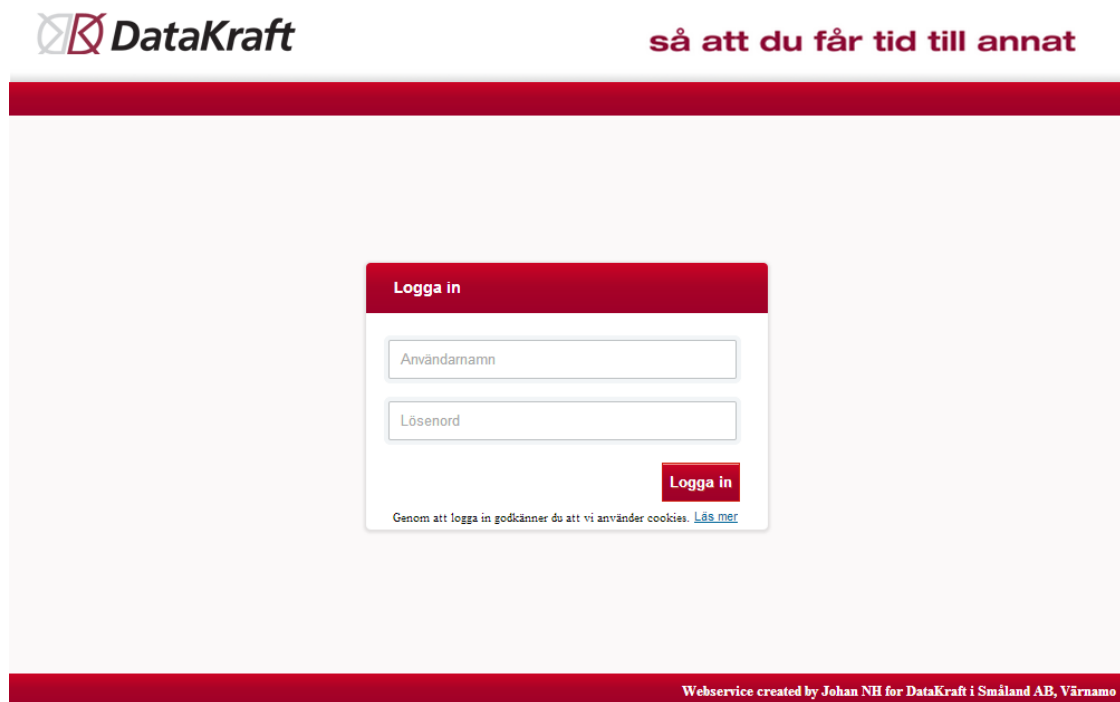 DataKraft
så att du får tid till annat
Logga in
Användarnamn
Lösenord
Logga in
Genom att logga in godkänner du att vi använder cookies. Läs mer
Webservice created by Johan NH for DataKraft i Småland AB, Värnamo